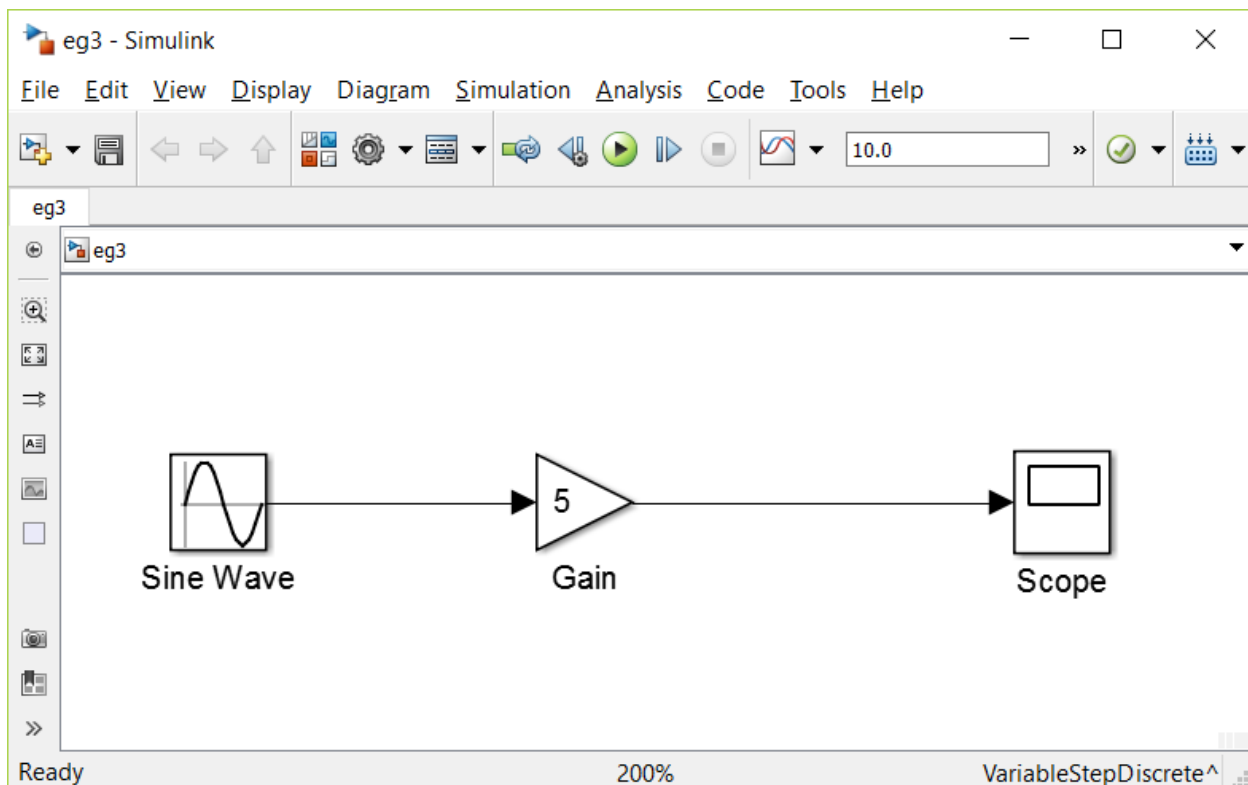 eg3 - Simulink
File Edit View Display Diagram Simulation Analysis Code Tools Help
10.0 »
eg3
eg3
5
Sine Wave Gain Scope
Ready 200% VariableStepDiscrete^